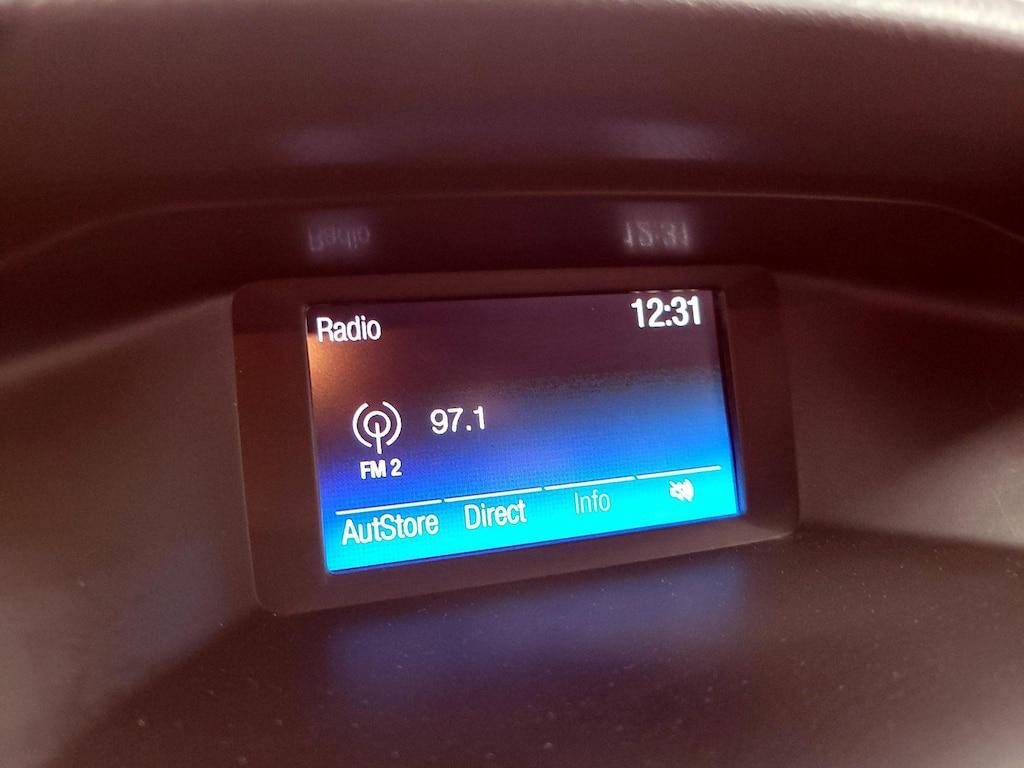 Radio 12:31
97.1
FM 2
AutStore Direct Info